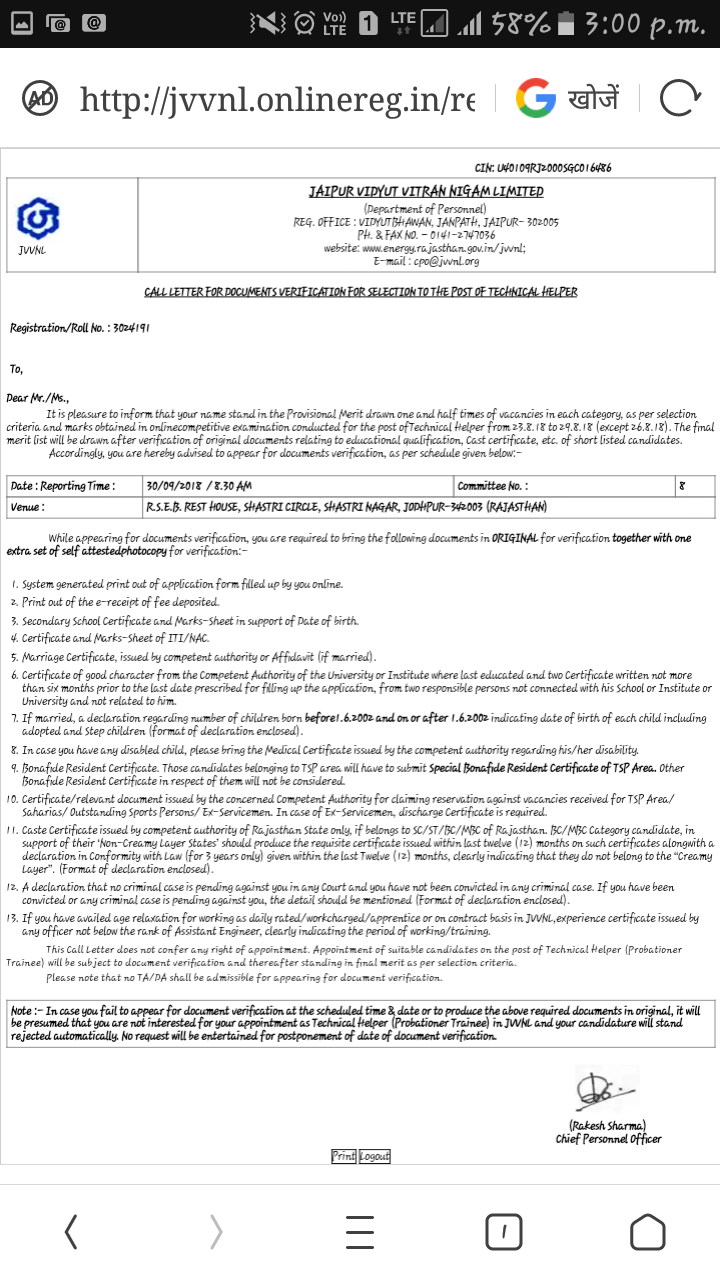 Vo)) LTE 1 LTE 58% 3:00 p.m.
AD http://jvvnl.onlinereg.in/re G खोजें
CIN: U40109RJ2000SGC016486
JVVNL
JAIPUR VIDYUT VITRAN NIGAM LIMITED
(Department of Personnel)
REG. OFFICE : VIDYUTBHAWAN, JANPATH, JAIPUR- 302005
PH. & FAX NO. - 0141-2747036
website: www.energy.rajasthan.gov.in/jvvnl;
E-mail : cpo@jvvnl.org
CALL LETTER FOR DOCUMENTS VERIFICATION FOR SELECTION TO THE POST OF TECHNICAL HELPER
Registration/Roll No. : 3024191
To,
Dear Mr./Ms.,
It is pleasure to inform that your name stand in the Provisional Merit drawn one and half times of vacancies in each category, as per selection
criteria and marks obtained in onlinecompetitive examination conducted for the post ofTechnical Helper from 23.8.18 to 29.8.18 (except 26.8.18). The final
merit list will be drawn after verification of original documents relating to educational qualification, Cast certificate, etc. of short listed candidates.
Accordingly, you are hereby advised to appear for documents verification, as per schedule given below:-
Date : Reporting Time : 30/09/2018 / 8.30 AM Committee No. : 8
Venue : R.S.E.B. REST HOUSE, SHASTRI CIRCLE, SHASTRI NAGAR, JODHPUR-342003 (RAJASTHAN)
While appearing for documents verification, you are required to bring the following documents in ORIGINAL for verification together with one
extra set of self attestedphotocopy for verification:-
1. System generated print out of application form filled up by you online.
2. Print out of the e-receipt of fee deposited.
3. Secondary School Certificate and Marks-Sheet in support of Date of birth.
4. Certificate and Marks-Sheet of ITI/NAC.
5. Marriage Certificate, issued by competent authority or Affidavit (if married).
6. Certificate of good character from the Competent Authority of the University or Institute where last educated and two Certificate written not more
than six months prior to the last date prescribed for filling up the application, from two responsible persons not connected with his School or Institute or
University and not related to him.
7. If married, a declaration regarding number of children born before1.6.2002 and on or after 1.6.2002 indicating date of birth of each child including
adopted and Step children (format of declaration enclosed).
8. In case you have any disabled child, please bring the Medical Certificate issued by the competent authority regarding his/her disability.
9. Bonafide Resident Certificate. Those candidates belonging to TSP area will have to submit Special Bonafide Resident Certificate of TSP Area. Other
Bonafide Resident Certificate in respect of them will not be considered.
10. Certificate/relevant document issued by the concerned Competent Authority for claiming reservation against vacancies received for TSP Area/
Saharias/ Outstanding Sports Persons/ Ex-Servicemen. In case of Ex-Servicemen, discharge Certificate is required.
11. Caste Certificate issued by competent authority of Rajasthan State only, if belongs to SC/ST/BC/MBC of Rajasthan. BC/MBC Category candidate, in
support of their 'Non-Creamy Layer States' should produce the requisite certificate issued within last twelve (12) months on such certificates alongwith a
declaration in Conformity with Law (for 3 years only) given within the last Twelve (12) months, clearly indicating that they do not belong to the "Creamy
Layer". (Format of declaration enclosed).
12. A declaration that no criminal case is pending against you in any Court and you have not been convicted in any criminal case. If you have been
convicted or any criminal case is pending against you, the detail should be mentioned (Format of declaration enclosed).
13. If you have availed age relaxation for working as daily rated/workcharged/apprentice or on contract basis in JVVNL,experience certificate issued by
any officer not below the rank of Assistant Engineer, clearly indicating the period of working/training.
This Call Letter does not confer any right of appointment. Appointment of suitable candidates on the post of Technical Helper (Probationer
Trainee) will be subject to document verification and thereafter standing in final merit as per selection criteria.
Please note that no TA/DA shall be admissible for appearing for document verification.
Note :- In case you fail to appear for document verification at the scheduled time & date or to produce the above required documents in original, it will
be presumed that you are not interested for your appointment as Technical Helper (Probationer Trainee) in JVVNL and your candidature will stand
rejected automatically. No request will be entertained for postponement of date of document verification.
(Rakesh Sharma)
Chief Personnel Officer
Print Logout
1